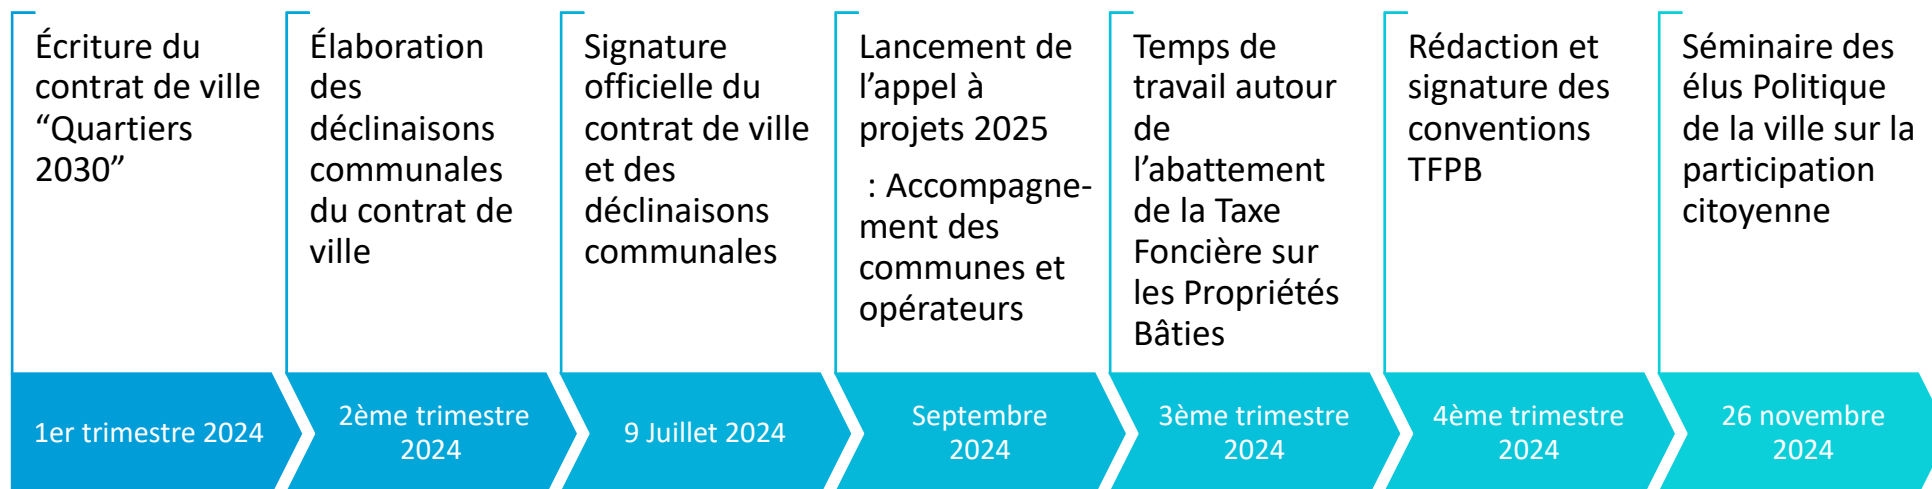 Écriture du
contrat de ville
“Quartiers
2030”
1er trimestre 2024
Élaboration
des
déclinaisons
communales
du contrat de
ville
2ème trimestre
2024
Signature
officielle du
contrat de ville
et des
déclinaisons
communales
9 Juillet 2024
Lancement de
l’appel à
projets 2025
: Accompagne-
ment des
communes et
opérateurs
Septembre
2024
Temps de
travail autour
de
l’abattement
de la Taxe
Foncière sur
les Propriétés
Bâties
3ème trimestre
2024
Rédaction et
signature des
conventions
TFPB
4ème trimestre
2024
Séminaire des
élus Politique
de la ville sur la
participation
citoyenne
26 novembre
2024